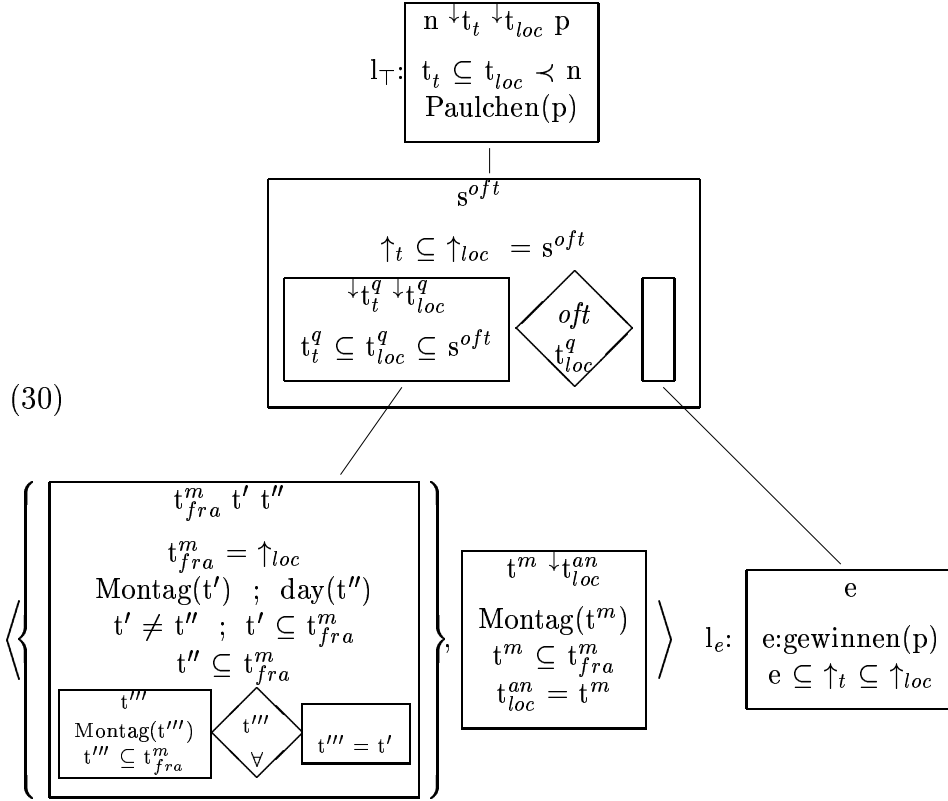 n ↓t_t ↓t_loc p
l_⊤: t_t ⊆ t_loc ≺ n
Paulchen(p)
s^oft
↑_t ⊆ ↑_loc = s^oft
↓t^q_t ↓t^q_loc
t^q_t ⊆ t^q_loc ⊆ s^oft
oft
t^q_loc
(30)
⟨{ t^m_fra t′ t″
t^m_fra = ↑_loc
Montag(t′) ; day(t″)
t′ ≠ t″ ; t′ ⊆ t^m_fra
t″ ⊆ t^m_fra
t‴
Montag(t‴)
t‴ ⊆ t^m_fra
t‴
∀
t‴ = t′
},
t^m ↓t^an_loc
Montag(t^m)
t^m ⊆ t^m_fra
t^an_loc = t^m
⟩
l_e:
e
e:gewinnen(p)
e ⊆ ↑_t ⊆ ↑_loc